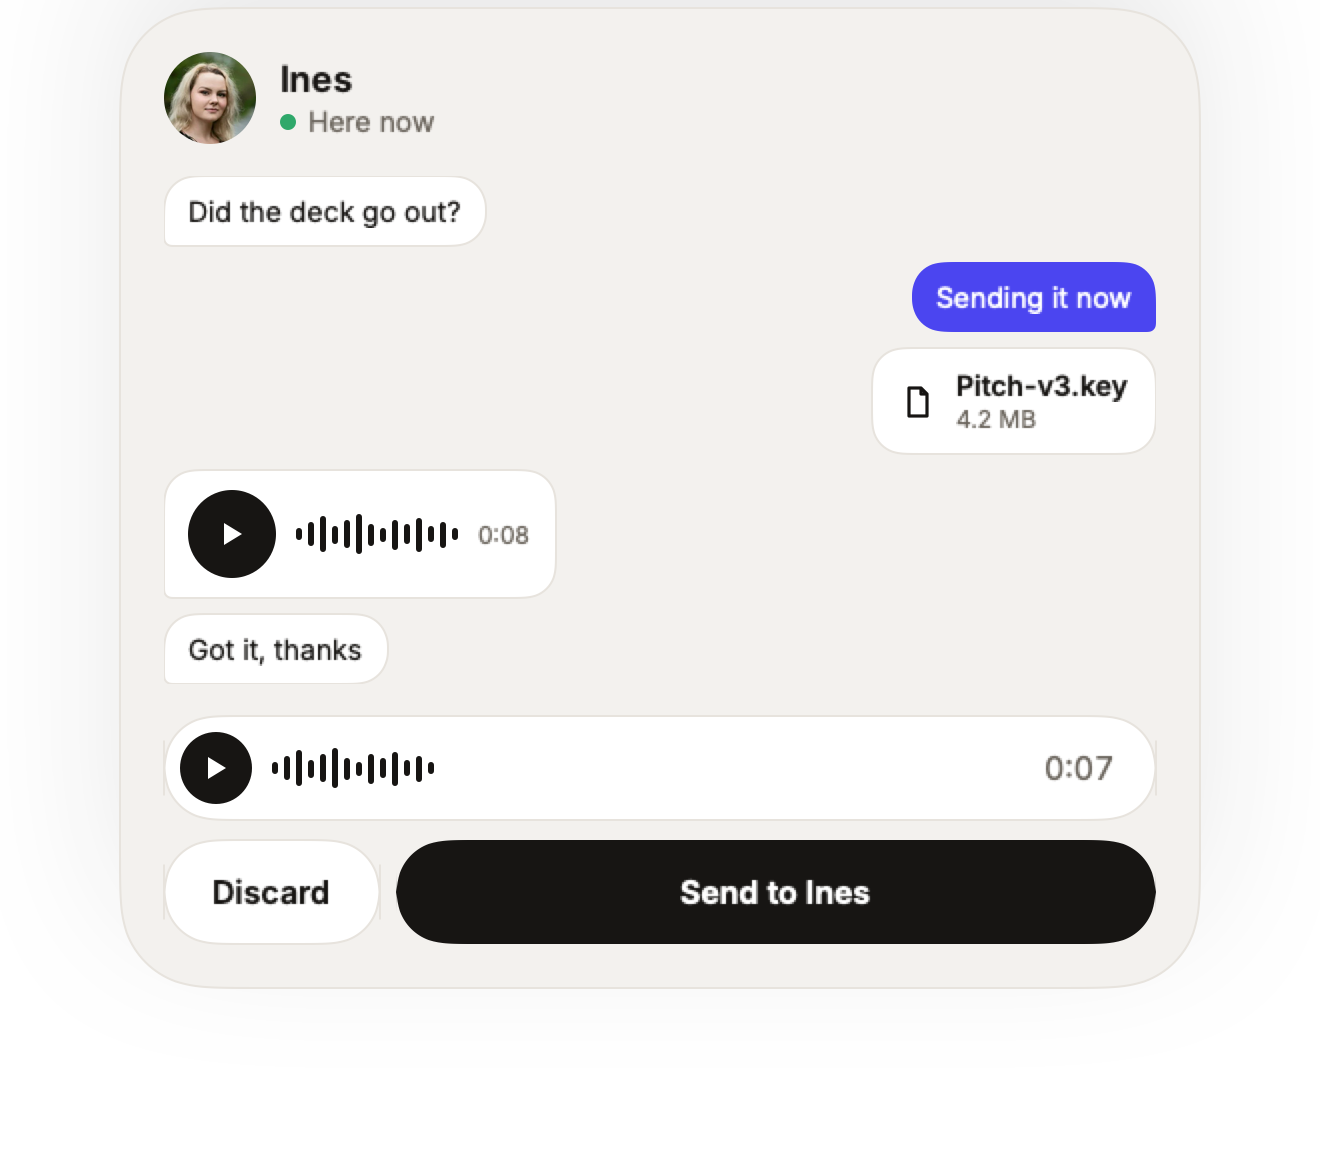 Ines
Here now
Did the deck go out?
Sending it now
Pitch-v3.key
4.2 MB
0:08
Got it, thanks
0:07
Discard
Send to Ines